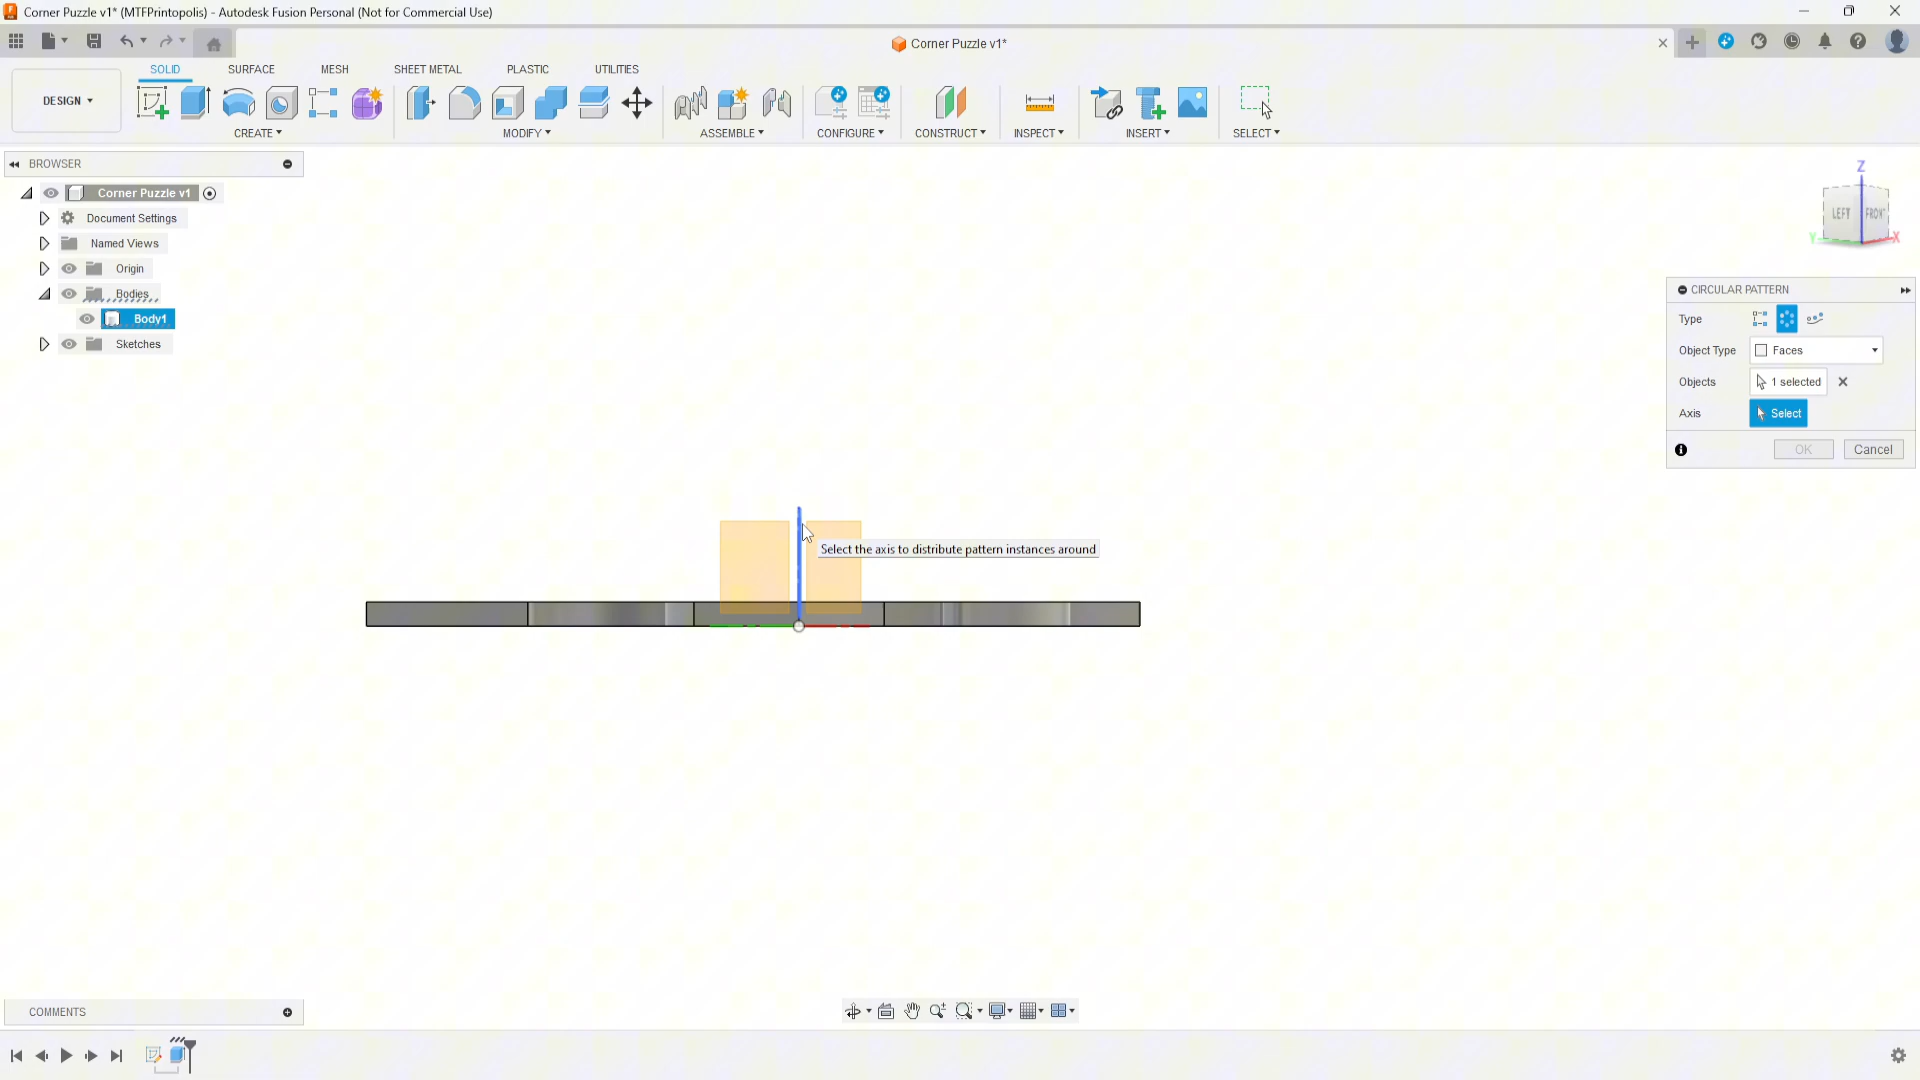 Corner Puzzle v1* (MTFPrintopolis) - Autodesk Fusion Personal (Not for Commercial Use)
Corner Puzzle v1*
SOLID SURFACE MESH SHEET METAL PLASTIC UTILITIES
DESIGN
CREATE MODIFY ASSEMBLE CONFIGURE CONSTRUCT INSPECT INSERT SELECT
BROWSER
Corner Puzzle v1
Document Settings
Named Views
Origin
Bodies
Body1
Sketches
Z
LEFT FRONT
Y X
CIRCULAR PATTERN
Type
Object Type Faces
Objects 1 selected
Axis Select
OK Cancel
Select the axis to distribute pattern instances around
COMMENTS